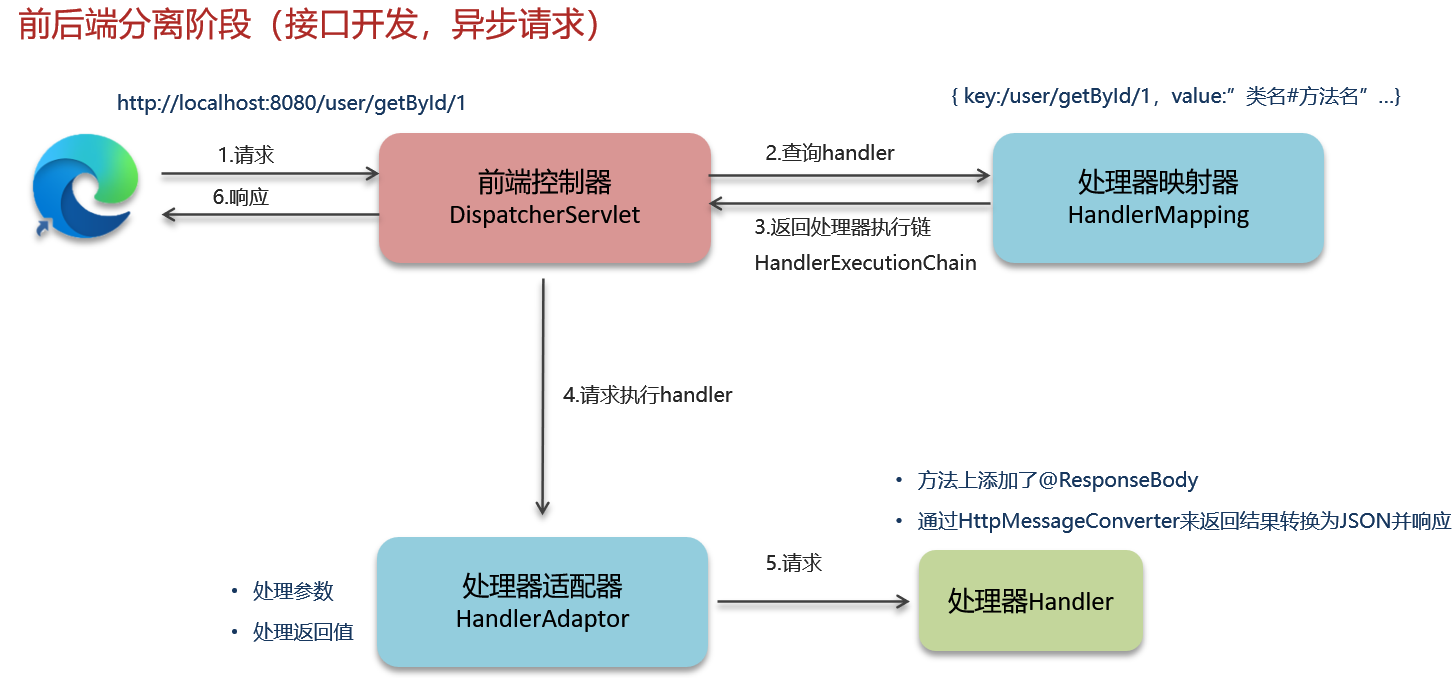 前后端分离阶段（接口开发，异步请求）
http://localhost:8080/user/getById/1
{ key:/user/getById/1，value:”类名#方法名”...}
1.请求
6.响应
前端控制器
DispatcherServlet
2.查询handler
3.返回处理器执行链
HandlerExecutionChain
处理器映射器
HandlerMapping
4.请求执行handler
• 方法上添加了@ResponseBody
• 通过HttpMessageConverter来返回结果转换为JSON并响应
• 处理参数
• 处理返回值
处理器适配器
HandlerAdaptor
5.请求
处理器Handler